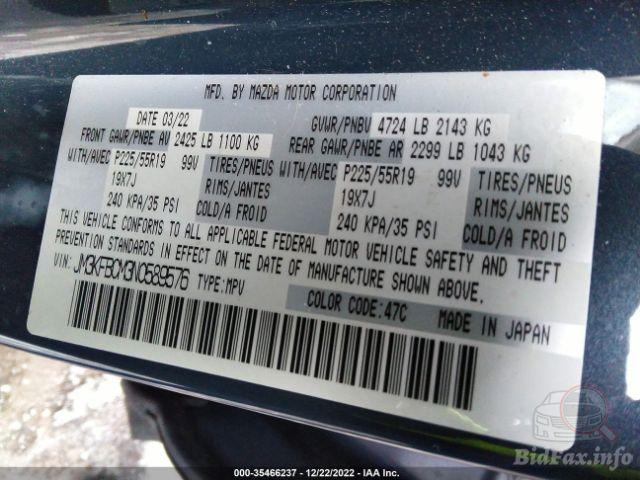 MFD. BY MAZDA MOTOR CORPORATION
DATE 03/22 GVWR/PNBV 4724 LB 2143 KG
FRONT GAWR/PNBE AV 2425 LB 1100 KG REAR GAWR/PNBE AR 2299 LB 1043 KG
WITH/AVEC P225/55R19 99V TIRES/PNEUS WITH/AVEC P225/55R19 99V TIRES/PNEUS
19X7J RIMS/JANTES 19X7J RIMS/JANTES
240 KPA/35 PSI COLD/A FROID 240 KPA/35 PSI COLD/A FROID
THIS VEHICLE CONFORMS TO ALL APPLICABLE FEDERAL MOTOR VEHICLE SAFETY AND THEFT
PREVENTION STANDARDS IN EFFECT ON THE DATE OF MANUFACTURE SHOWN ABOVE.
VIN: JM3KFBCM3N0589576 TYPE: MPV
COLOR CODE: 47C MADE IN JAPAN
BidFax.info
000-35466237 - 12/22/2022 - IAA Inc.